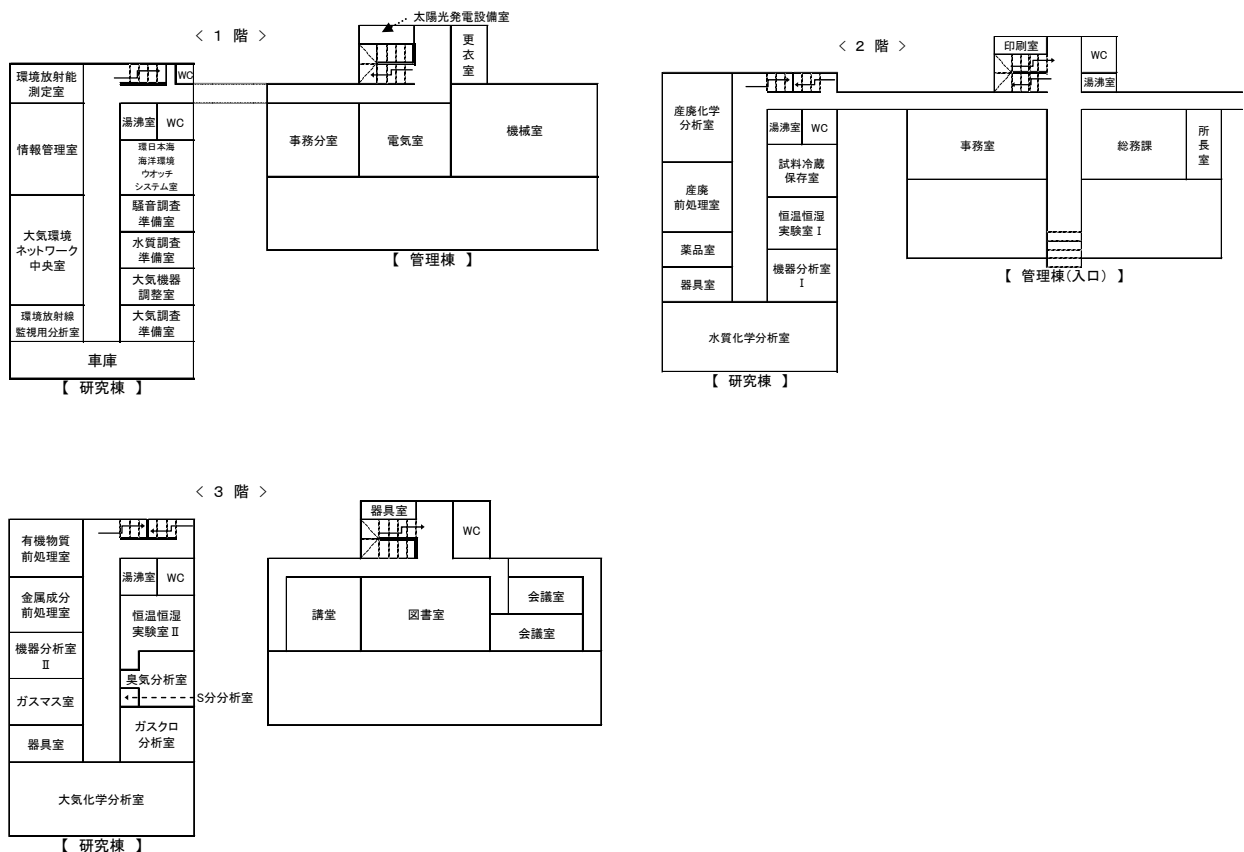 < 1 階 >
太陽光発電設備室
更
衣
室
環境放射能
測定室
WC
湯沸室
WC
情報管理室
環日本海
海洋環境
ウオッチ
システム室
事務分室
電気室
機械室
騒音調査
準備室
大気環境
ネットワーク
中央室
水質調査
準備室
大気機器
調整室
環境放射線
監視用分析室
大気調査
準備室
車庫
【 研究棟 】
【 管理棟 】
< 2 階 >
印刷室
WC
湯沸室
産廃化学
分析室
湯沸室
WC
試料冷蔵
保存室
事務室
総務課
所
長
室
産廃
前処理室
恒温恒湿
実験室Ⅰ
薬品室
機器分析室
Ⅰ
器具室
水質化学分析室
【 研究棟 】
【 管理棟(入口) 】
< 3 階 >
器具室
WC
有機物質
前処理室
湯沸室
WC
金属成分
前処理室
恒温恒湿
実験室Ⅱ
講堂
図書室
会議室
会議室
機器分析室
Ⅱ
臭気分析室
S分分析室
ガスマス室
ガスクロ
分析室
器具室
大気化学分析室
【 研究棟 】